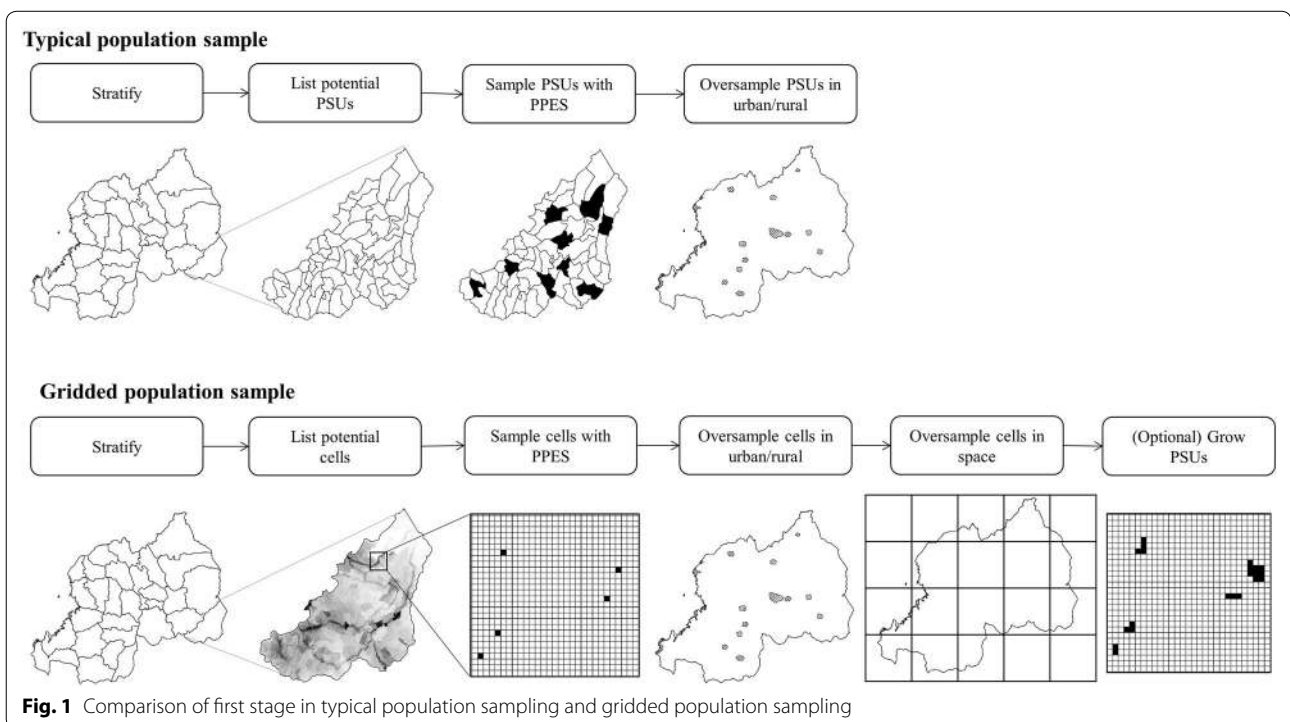 Typical population sample
Stratify
List potential
PSUs
Sample PSUs with
PPES
Oversample PSUs in
urban/rural
Gridded population sample
Stratify
List potential
cells
Sample cells with
PPES
Oversample cells in
urban/rural
Oversample cells in
space
(Optional) Grow
PSUs
Fig. 1 Comparison of first stage in typical population sampling and gridded population sampling